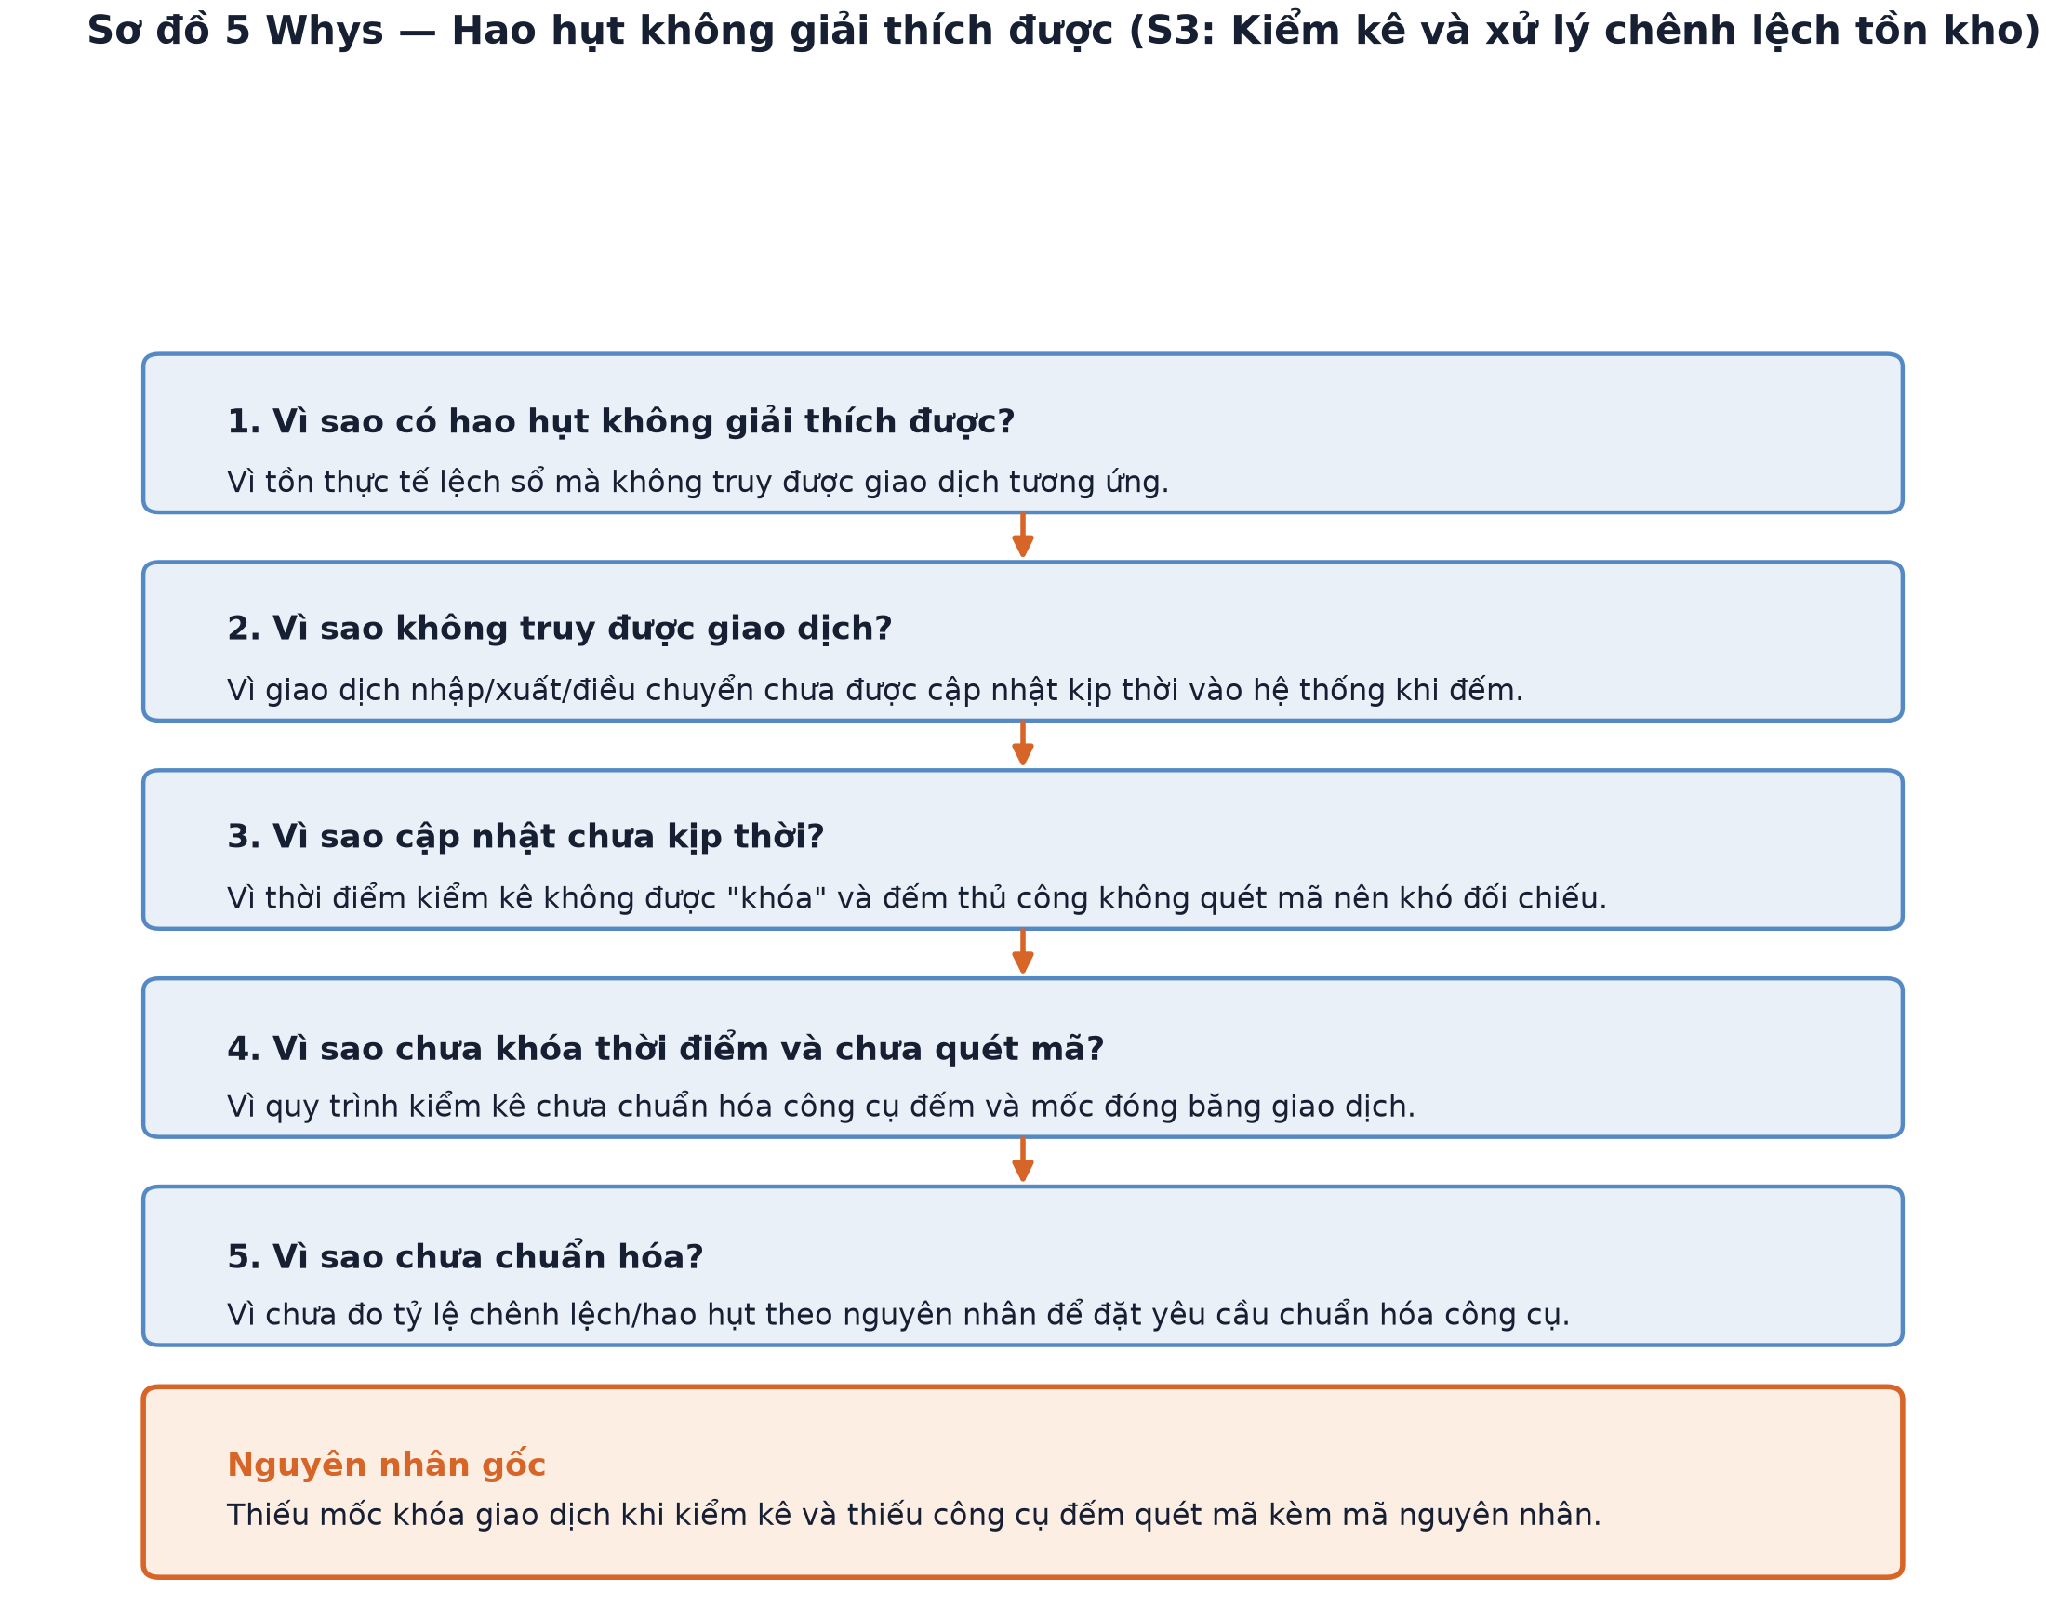 Sơ đồ 5 Whys — Hao hụt không giải thích được (S3: Kiểm kê và xử lý chênh lệch tồn kho)
1. Vì sao có hao hụt không giải thích được?
Vì tồn thực tế lệch sổ mà không truy được giao dịch tương ứng.
2. Vì sao không truy được giao dịch?
Vì giao dịch nhập/xuất/điều chuyển chưa được cập nhật kịp thời vào hệ thống khi đếm.
3. Vì sao cập nhật chưa kịp thời?
Vì thời điểm kiểm kê không được "khóa" và đếm thủ công không quét mã nên khó đối chiếu.
4. Vì sao chưa khóa thời điểm và chưa quét mã?
Vì quy trình kiểm kê chưa chuẩn hóa công cụ đếm và mốc đóng băng giao dịch.
5. Vì sao chưa chuẩn hóa?
Vì chưa đo tỷ lệ chênh lệch/hao hụt theo nguyên nhân để đặt yêu cầu chuẩn hóa công cụ.
Nguyên nhân gốc
Thiếu mốc khóa giao dịch khi kiểm kê và thiếu công cụ đếm quét mã kèm mã nguyên nhân.